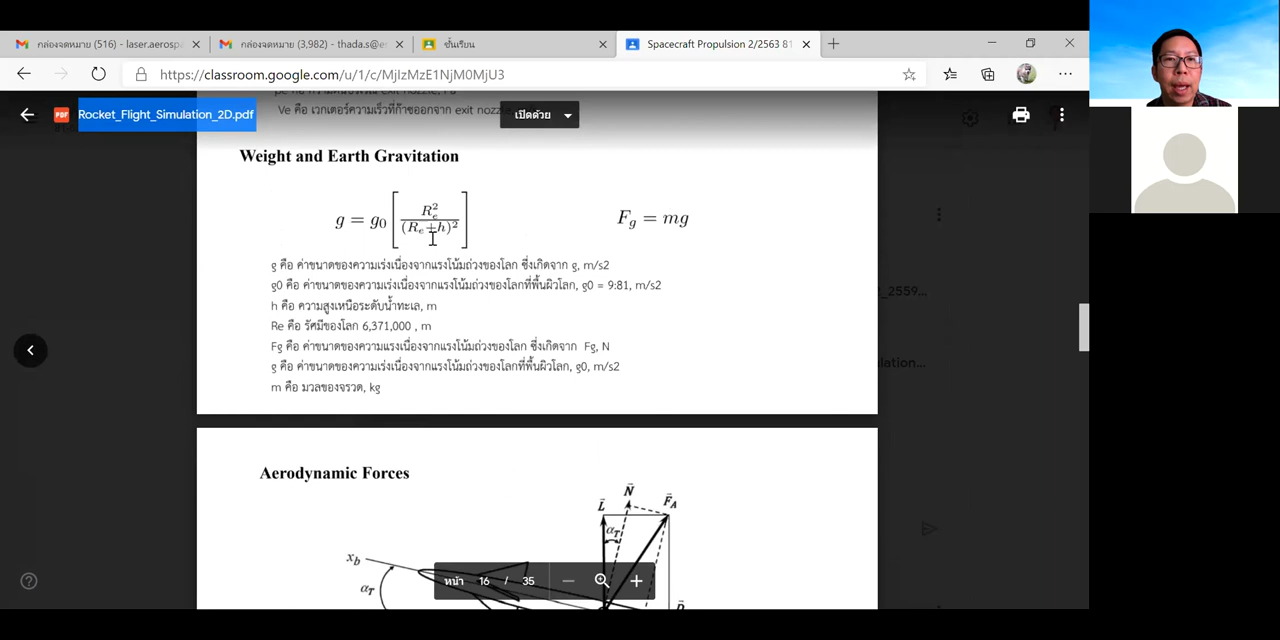 กล่องจดหมาย (516) - laser.aerosp
กล่องจดหมาย (3,982) - thada.s@e
ชั้นเรียน
Spacecraft Propulsion 2/2563 81
https://classroom.google.com/u/1/c/MjIzMzE1NjM0MjU3
PDF Rocket_Flight_Simulation_2D.pdf
เปิดด้วย
Ve คือ เวกเตอร์ความเร็วที่ก๊าซออกจาก exit nozzle
Weight and Earth Gravitation
g = g0 [ R_e^2 / (R_e + h)^2 ]
F_g = mg
g คือ ค่าขนาดของความเร่งเนื่องจากแรงโน้มถ่วงของโลก ซึ่งเกิดจาก g, m/s2
g0 คือ ค่าขนาดของความเร่งเนื่องจากแรงโน้มถ่วงของโลกที่พื้นผิวโลก, g0 = 9:81, m/s2
h คือ ความสูงเหนือระดับน้ำทะเล, m
Re คือ รัศมีของโลก 6,371,000 , m
Fg คือ ค่าขนาดของความแรงเนื่องจากแรงโน้มถ่วงของโลก ซึ่งเกิดจาก Fg, N
g คือ ค่าขนาดของความเร่งเนื่องจากแรงโน้มถ่วงของโลกที่พื้นผิวโลก, g0, m/s2
m คือ มวลของจรวด, kg
_2559...
lation...
Aerodynamic Forces
N
L
F_A
α_T
x_b
α_T
D
หน้า 16 / 35